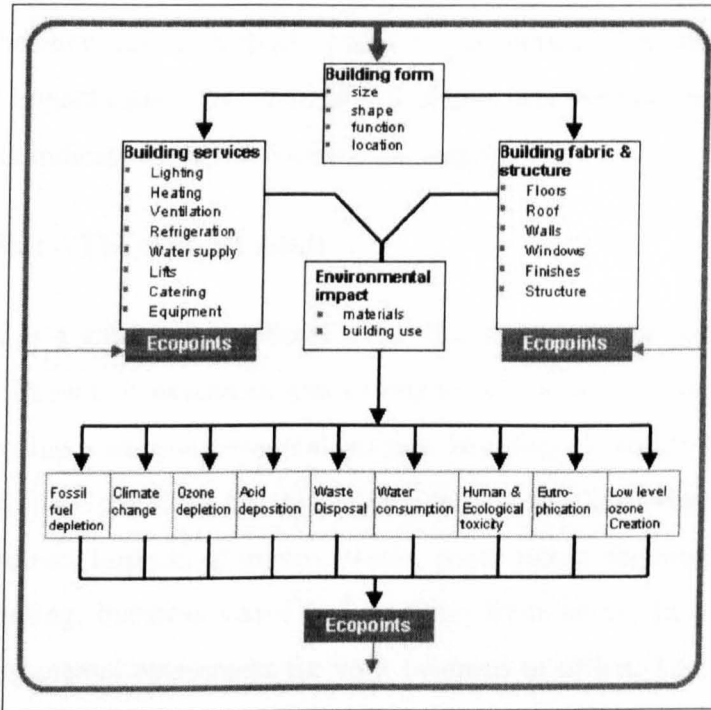 Building form
size
shape
function
location
Building services
Lighting
Heating
Ventilation
Refrigeration
Water supply
Lifts
Catering
Equipment
Ecopoints
Building fabric &
structure
Floors
Roof
Walls
Windows
Finishes
Structure
Ecopoints
Environmental
impact
materials
building use
Fossil
fuel
depletion
Climate
change
Ozone
depletion
Acid
deposition
Waste
Disposal
Water
consumption
Human &
Ecological
toxicity
Eutro-
phication
Low level
ozone
Creation
Ecopoints